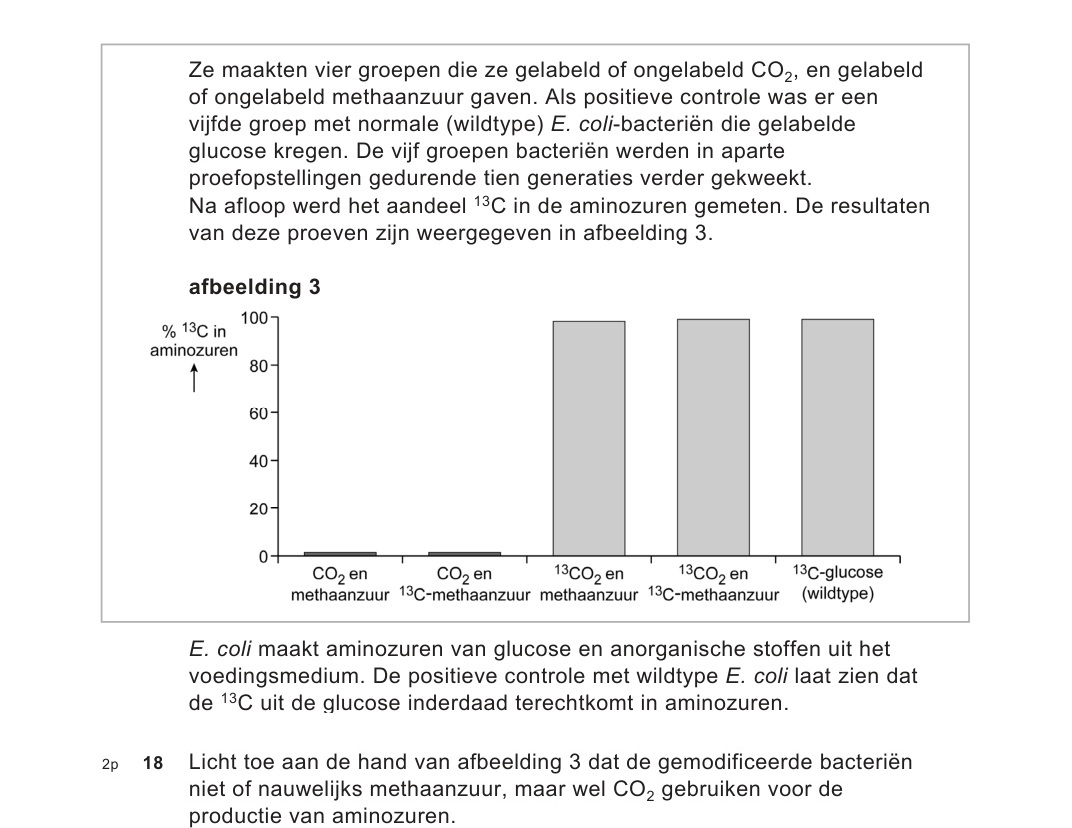 Ze maakten vier groepen die ze gelabeld of ongelabeld CO₂, en gelabeld
of ongelabeld methaanzuur gaven. Als positieve controle was er een
vijfde groep met normale (wildtype) E. coli-bacteriën die gelabelde
glucose kregen. De vijf groepen bacteriën werden in aparte
proefopstellingen gedurende tien generaties verder gekweekt.
Na afloop werd het aandeel ¹³C in de aminozuren gemeten. De resultaten
van deze proeven zijn weergegeven in afbeelding 3.
afbeelding 3
% ¹³C in
aminozuren
100
80
60
40
20
0
CO₂ en
methaanzuur
CO₂ en
¹³C-methaanzuur
¹³CO₂ en
methaanzuur
¹³CO₂ en
¹³C-methaanzuur
¹³C-glucose
(wildtype)
E. coli maakt aminozuren van glucose en anorganische stoffen uit het
voedingsmedium. De positieve controle met wildtype E. coli laat zien dat
de ¹³C uit de glucose inderdaad terechtkomt in aminozuren.
2p 18 Licht toe aan de hand van afbeelding 3 dat de gemodificeerde bacteriën
niet of nauwelijks methaanzuur, maar wel CO₂ gebruiken voor de
productie van aminozuren.